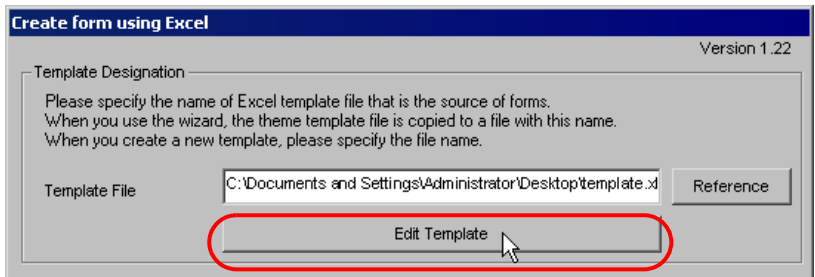 Create form using Excel
Version 1.22
Template Designation
Please specify the name of Excel template file that is the source of forms.
When you use the wizard, the theme template file is copied to a file with this name.
When you create a new template, please specify the file name.
Template File
C:\Documents and Settings\Administrator\Desktop\template.xl
Reference
Edit Template